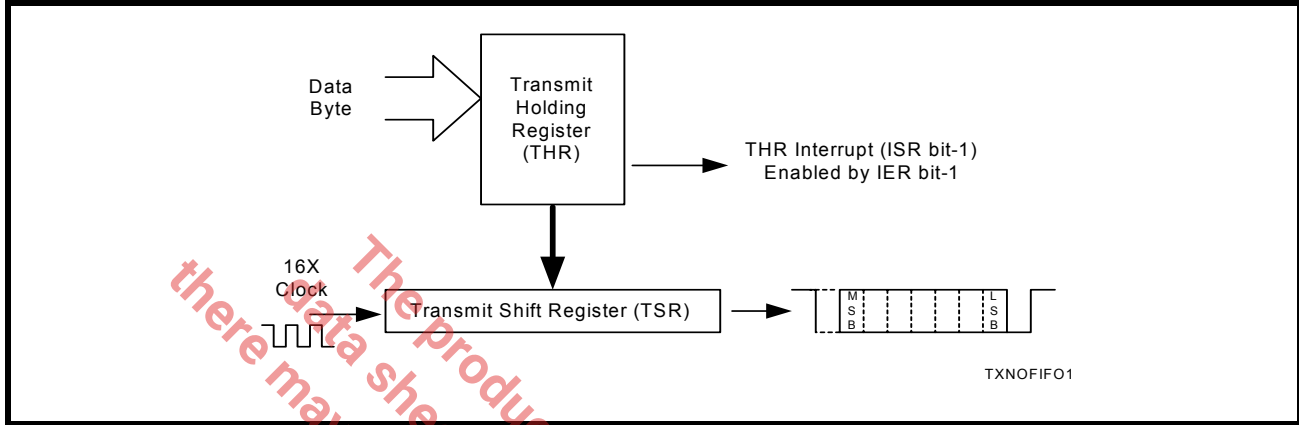 Data
Byte
Transmit
Holding
Register
(THR)
THR Interrupt (ISR bit-1)
Enabled by IER bit-1
16X
Clock
Transmit Shift Register (TSR)
M
S
B
L
S
B
TXNOFIFO1
The produc
data she
there may